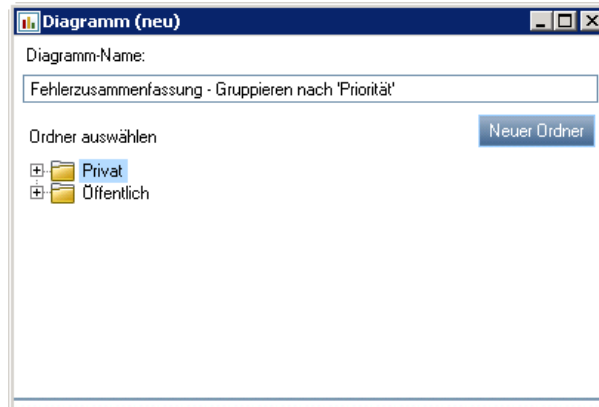 Diagramm (neu)
Diagramm-Name:
Fehlerzusammenfassung - Gruppieren nach 'Priorität'
Ordner auswählen
Neuer Ordner
Privat
Öffentlich